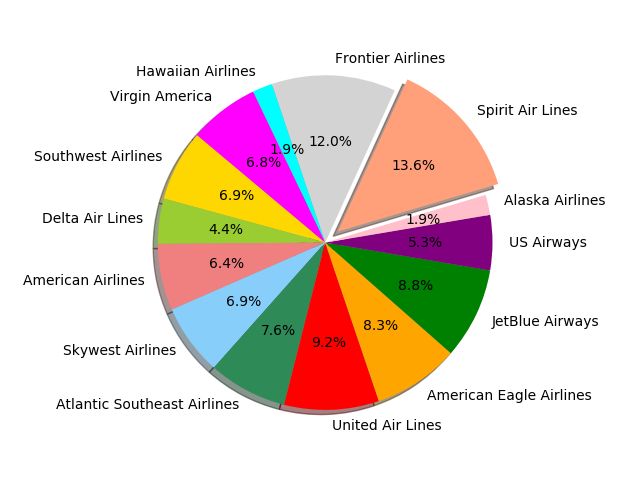 Frontier Airlines
Hawaiian Airlines
Virgin America
Spirit Air Lines
12.0%
1.9%
6.8%
13.6%
Southwest Airlines
6.9%
Alaska Airlines
1.9%
Delta Air Lines
4.4%
5.3%
US Airways
6.4%
American Airlines
8.8%
6.9%
JetBlue Airways
8.3%
7.6%
9.2%
Skywest Airlines
American Eagle Airlines
Atlantic Southeast Airlines
United Air Lines